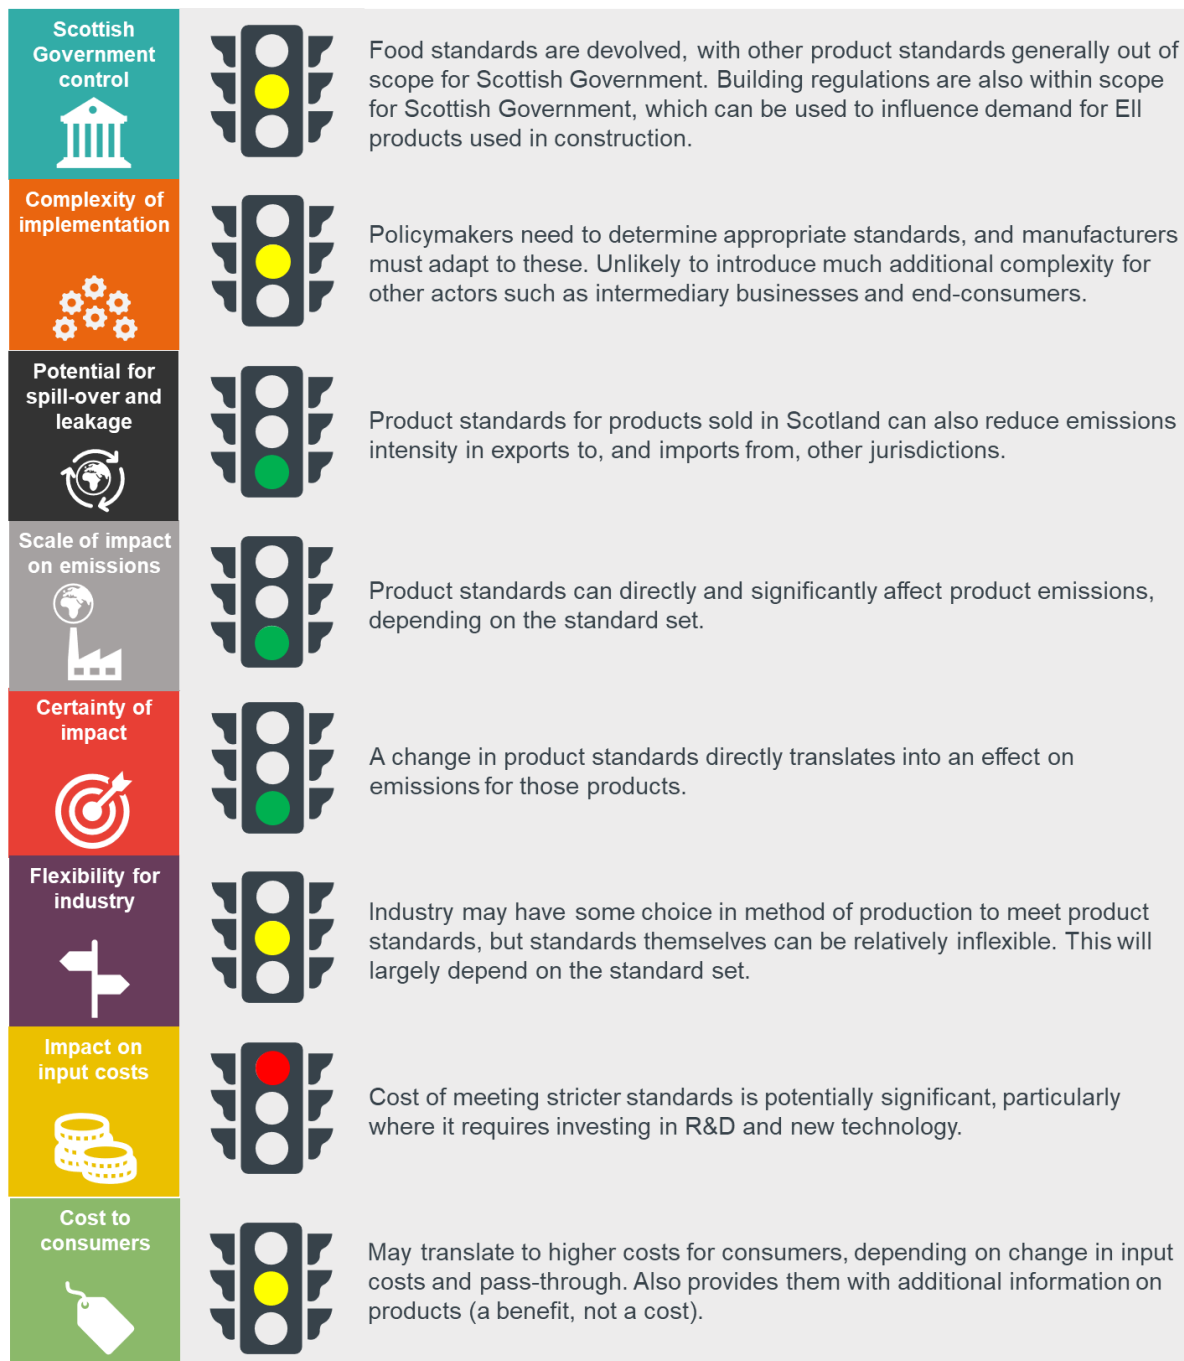 Scottish
Government
control
Food standards are devolved, with other product standards generally out of
scope for Scottish Government. Building regulations are also within scope
for Scottish Government, which can be used to influence demand for EII
products used in construction.
Complexity of
implementation
Policymakers need to determine appropriate standards, and manufacturers
must adapt to these. Unlikely to introduce much additional complexity for
other actors such as intermediary businesses and end-consumers.
Potential for
spill-over and
leakage
Product standards for products sold in Scotland can also reduce emissions
intensity in exports to, and imports from, other jurisdictions.
Scale of impact
on emissions
Product standards can directly and significantly affect product emissions,
depending on the standard set.
Certainty of
impact
A change in product standards directly translates into an effect on
emissions for those products.
Flexibility for
industry
Industry may have some choice in method of production to meet product
standards, but standards themselves can be relatively inflexible. This will
largely depend on the standard set.
Impact on
input costs
Cost of meeting stricter standards is potentially significant, particularly
where it requires investing in R&D and new technology.
Cost to
consumers
May translate to higher costs for consumers, depending on change in input
costs and pass-through. Also provides them with additional information on
products (a benefit, not a cost).